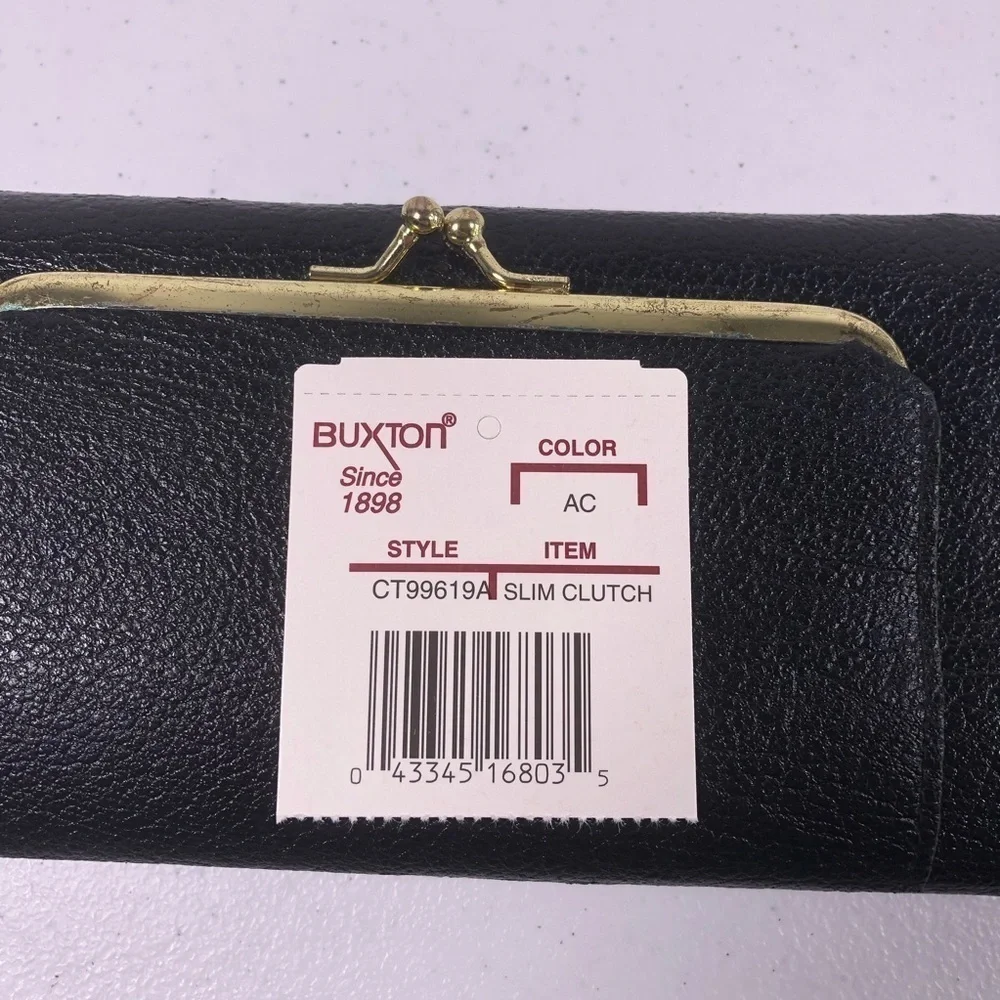 BUXTON®
Since
1898
COLOR
AC
STYLE ITEM
CT99619A SLIM CLUTCH
0 43345 16803 5